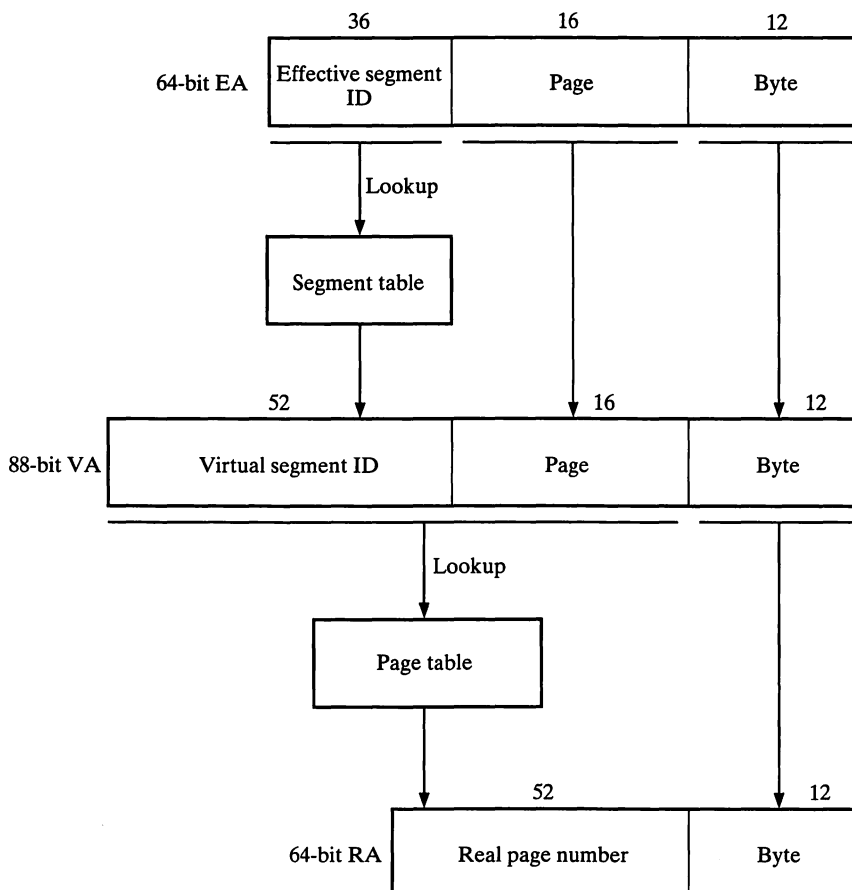 36 16 12
64-bit EA Effective segment ID Page Byte
Lookup
Segment table
52 16 12
88-bit VA Virtual segment ID Page Byte
Lookup
Page table
52 12
64-bit RA Real page number Byte